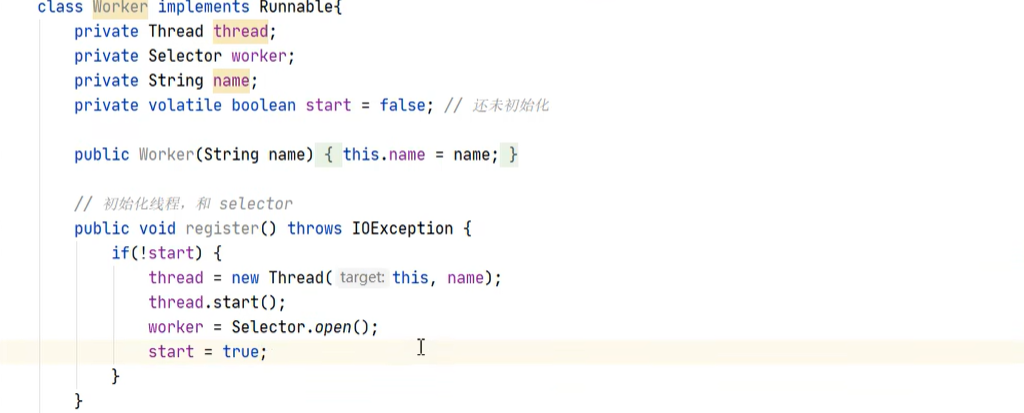 class Worker implements Runnable{
private Thread thread;
private Selector worker;
private String name;
private volatile boolean start = false; // 还未初始化
public Worker(String name) { this.name = name; }
// 初始化线程，和 selector
public void register() throws IOException {
if(!start) {
thread = new Thread( target: this, name);
thread.start();
worker = Selector.open();
start = true;
}
}